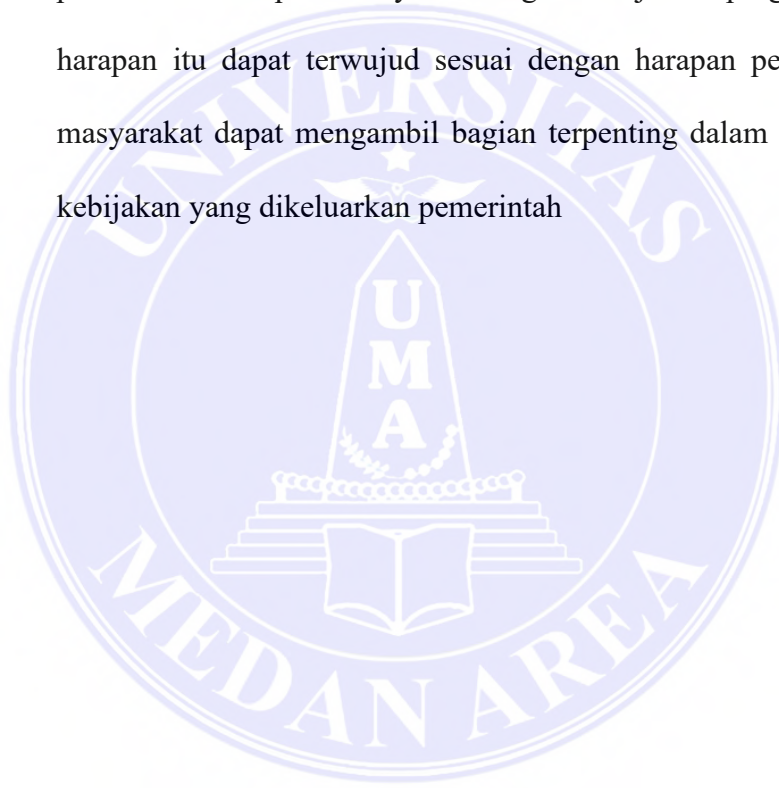 harapan itu dapat terwujud sesuai dengan harapan pe
masyarakat dapat mengambil bagian terpenting dalam
kebijakan yang dikeluarkan pemerintah
UNIVERSITAS
U
M
A
MEDAN AREA